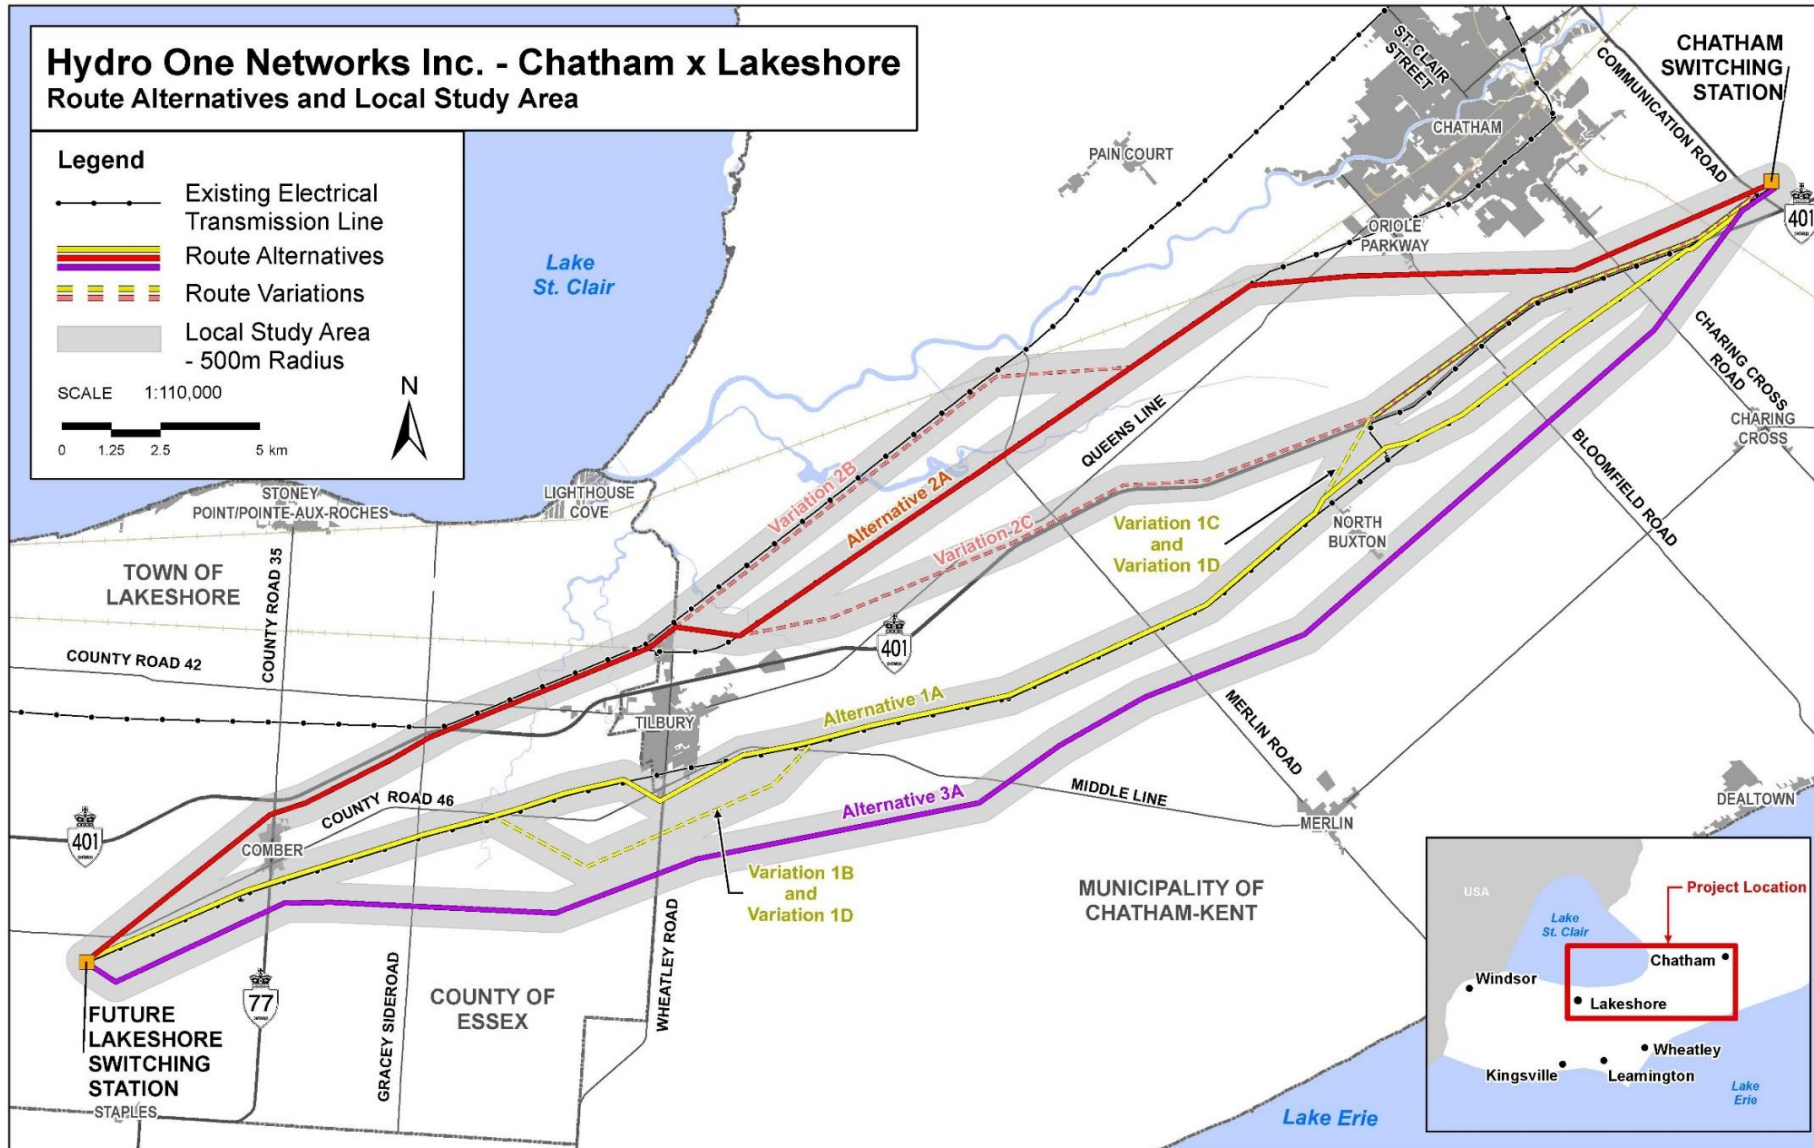 Hydro One Networks Inc. - Chatham x Lakeshore
Route Alternatives and Local Study Area
Legend
Existing Electrical
Transmission Line
Route Alternatives
Route Variations
Local Study Area
- 500m Radius
SCALE 1:110,000
0 1.25 2.5 5 km
N
Lake
St. Clair
PAIN COURT
ST. CLAIR
STREET
CHATHAM
COMMUNICATION ROAD
CHATHAM
SWITCHING
STATION
401
ONTARIO
ORIOLE
PARKWAY
CHARING CROSS
ROAD
CHARING
CROSS
BLOOMFIELD ROAD
QUEENS LINE
STONEY
POINT/POINTE-AUX-ROCHES
LIGHTHOUSE
COVE
Variation 2B
Alternative 2A
Variation 2C
Variation 1C
and
Variation 1D
NORTH
BUXTON
TOWN OF
LAKESHORE
COUNTY ROAD 35
COUNTY ROAD 42
401
ONTARIO
TILBURY
Alternative 1A
MERLIN ROAD
COUNTY ROAD 46
Alternative 3A
MIDDLE LINE
MERLIN
DEALTOWN
401
ONTARIO
COMBER
Variation 1B
and
Variation 1D
MUNICIPALITY OF
CHATHAM-KENT
WHEATLEY ROAD
GRACEY SIDEROAD
77
ONTARIO
COUNTY OF
ESSEX
FUTURE
LAKESHORE
SWITCHING
STATION
STAPLES
Lake Erie
USA
Project Location
Lake
St. Clair
Chatham
Windsor
Lakeshore
Wheatley
Kingsville
Leamington
Lake
Erie